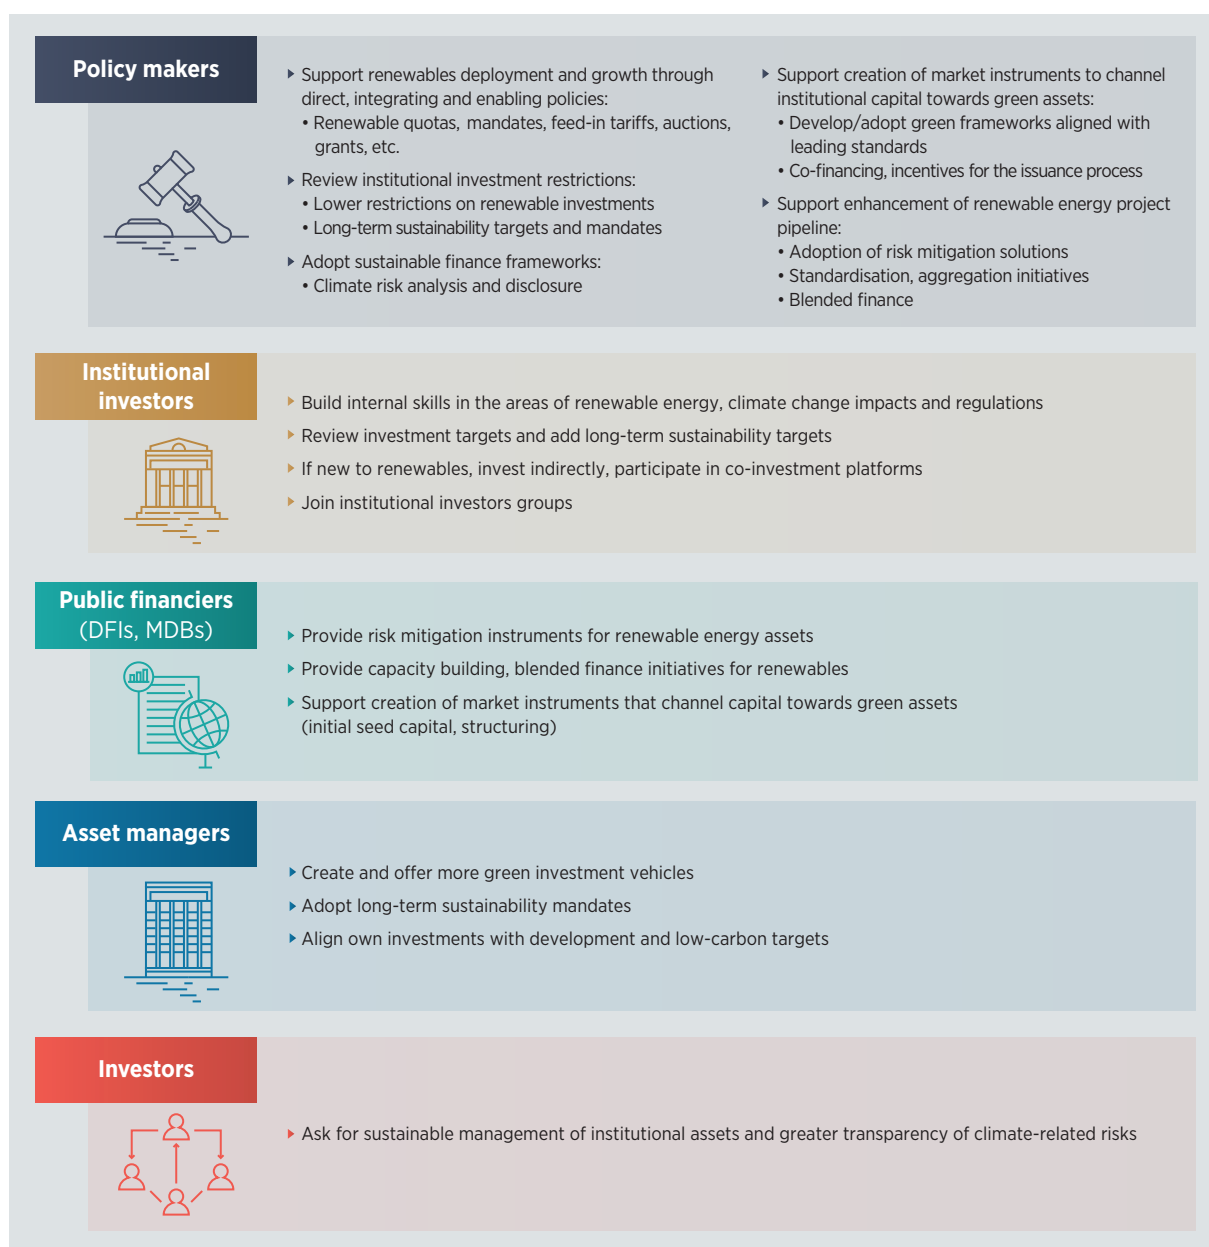 Policy makers
‣ Support renewables deployment and growth through
direct, integrating and enabling policies:
• Renewable quotas, mandates, feed-in tariffs, auctions,
grants, etc.
‣ Review institutional investment restrictions:
• Lower restrictions on renewable investments
• Long-term sustainability targets and mandates
‣ Adopt sustainable finance frameworks:
• Climate risk analysis and disclosure
‣ Support creation of market instruments to channel
institutional capital towards green assets:
• Develop/adopt green frameworks aligned with
leading standards
• Co-financing, incentives for the issuance process
‣ Support enhancement of renewable energy project
pipeline:
• Adoption of risk mitigation solutions
• Standardisation, aggregation initiatives
• Blended finance
Institutional
investors
‣ Build internal skills in the areas of renewable energy, climate change impacts and regulations
‣ Review investment targets and add long-term sustainability targets
‣ If new to renewables, invest indirectly, participate in co-investment platforms
‣ Join institutional investors groups
Public financiers
(DFIs, MDBs)
‣ Provide risk mitigation instruments for renewable energy assets
‣ Provide capacity building, blended finance initiatives for renewables
‣ Support creation of market instruments that channel capital towards green assets
(initial seed capital, structuring)
Asset managers
‣ Create and offer more green investment vehicles
‣ Adopt long-term sustainability mandates
‣ Align own investments with development and low-carbon targets
Investors
‣ Ask for sustainable management of institutional assets and greater transparency of climate-related risks